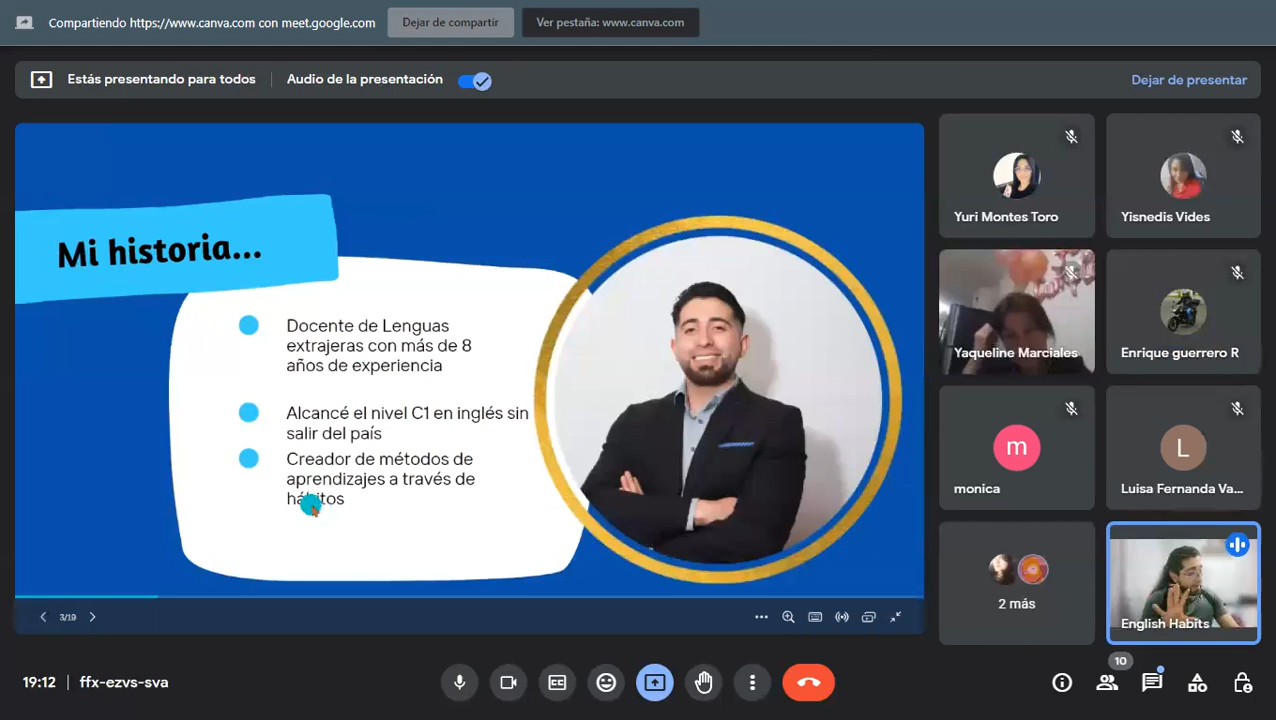 Compartiendo https://www.canva.com con meet.google.com
Dejar de compartir
Ver pestaña: www.canva.com
Estás presentando para todos
Audio de la presentación
Dejar de presentar
Mi historia...
Docente de Lenguas
extrajeras con más de 8
años de experiencia
Alcancé el nivel C1 en inglés sin
salir del país
Creador de métodos de
aprendizajes a través de
hábitos
3/19
Yuri Montes Toro
Yisnedis Vides
Yaqueline Marciales
Enrique guerrero R
m
monica
L
Luisa Fernanda Va...
2 más
English Habits
19:12
ffx-ezvs-sva
10